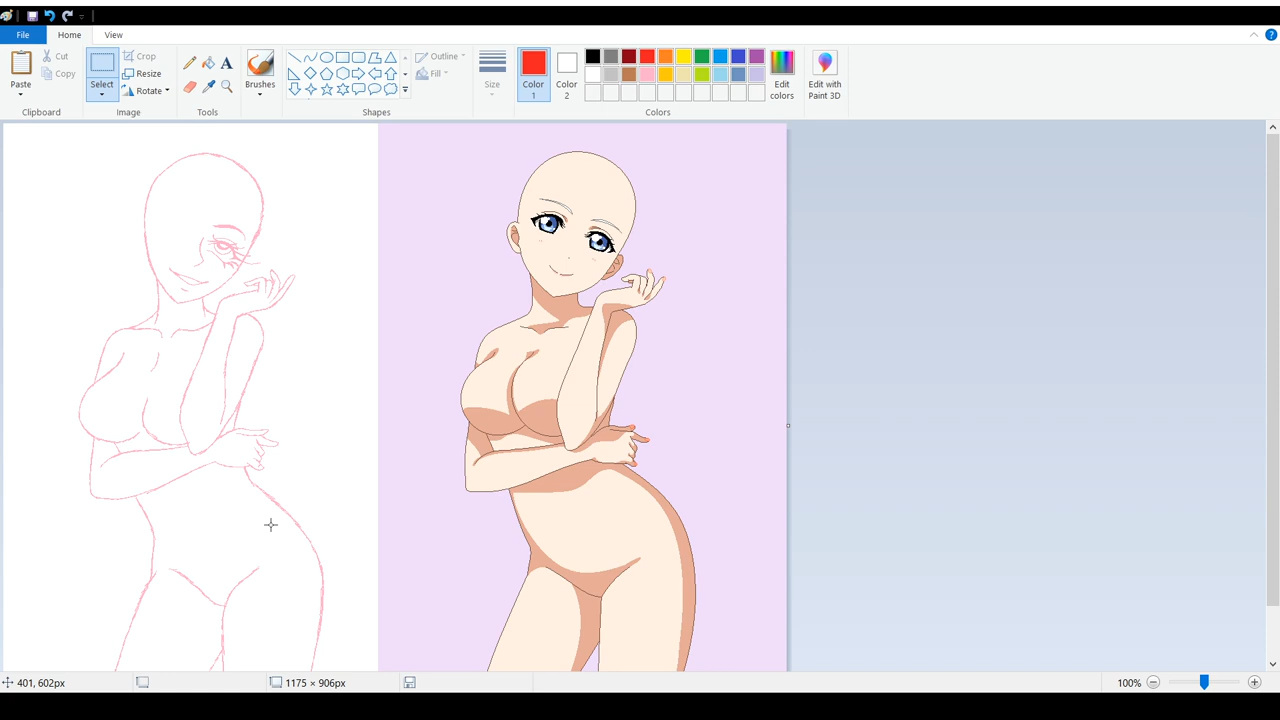 File Home View
Paste Cut Copy
Clipboard
Select Crop Resize Rotate
Image
A
Tools
Brushes
Outline Fill
Shapes
Size
Color 1 Color 2
Edit colors
Colors
Edit with Paint 3D
401, 602px 1175 × 906px 100%